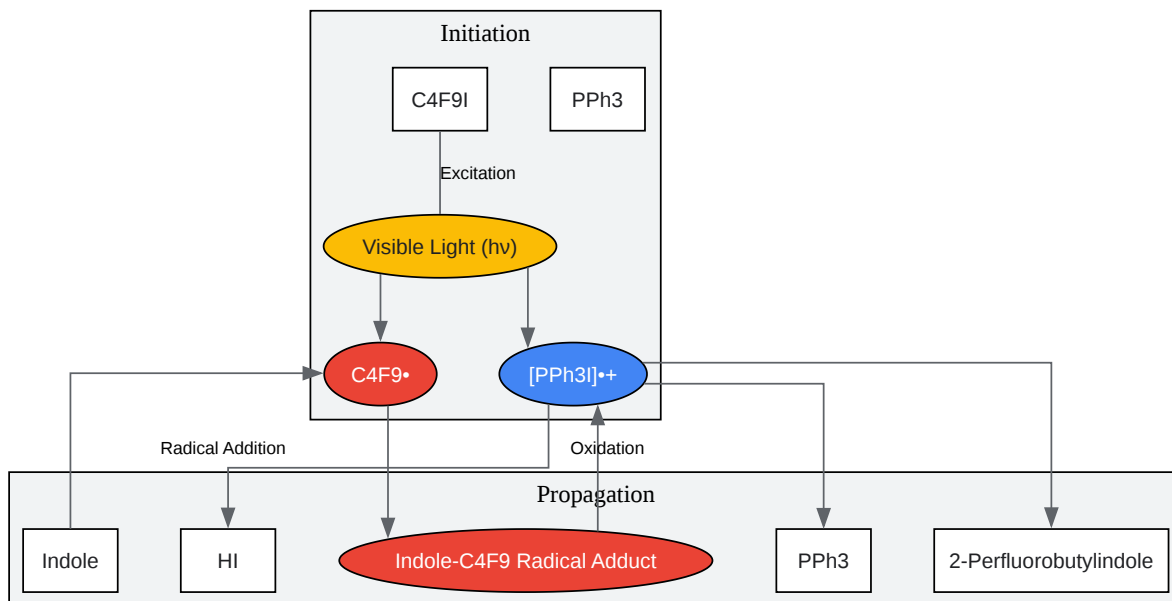 Initiation
C4F9I
PPh3
Excitation
Visible Light (hν)
C4F9•
[PPh3I]•+
Radical Addition
Oxidation
Propagation
Indole
HI
Indole-C4F9 Radical Adduct
PPh3
2-Perfluorobutylindole